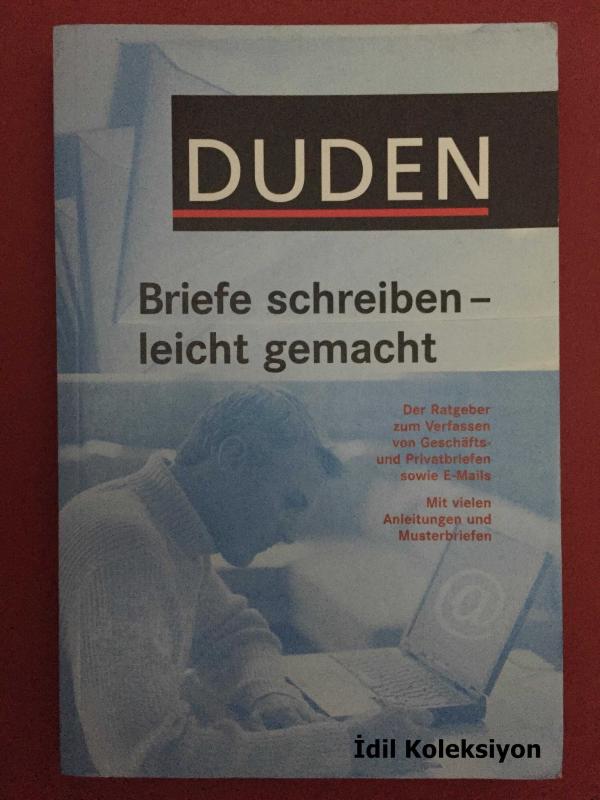 DUDEN
Briefe schreiben –
leicht gemacht
Der Ratgeber
zum Verfassen
von Geschäfts-
und Privatbriefen
sowie E-Mails
Mit vielen
Anleitungen und
Musterbriefen
@
İdil Koleksiyon